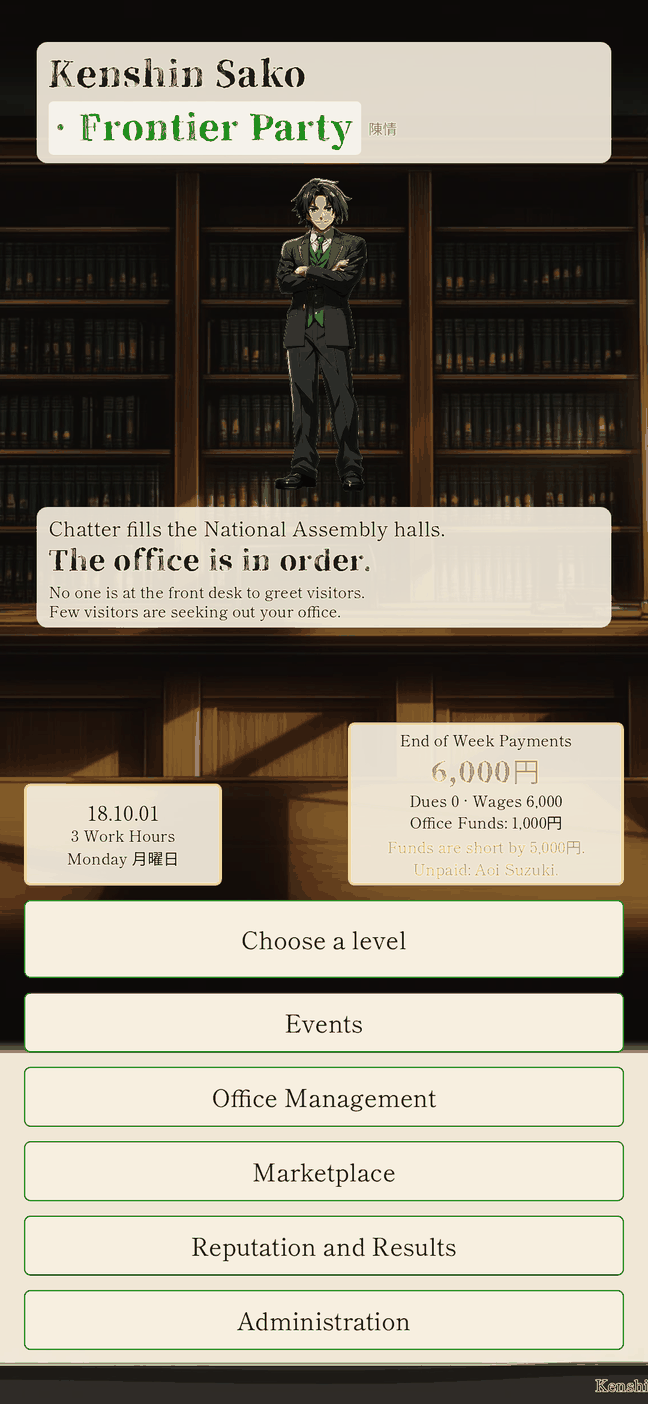 Kenshin Sako
· Frontier Party 陳情
Chatter fills the National Assembly halls.
The office is in order.
No one is at the front desk to greet visitors.
Few visitors are seeking out your office.
End of Week Payments
6,000円
Dues 0 · Wages 6,000
Office Funds: 1,000円
Funds are short by 5,000円.
Unpaid: Aoi Suzuki.
18.10.01
3 Work Hours
Monday 月曜日
Choose a level
Events
Office Management
Marketplace
Reputation and Results
Administration
Kenshi